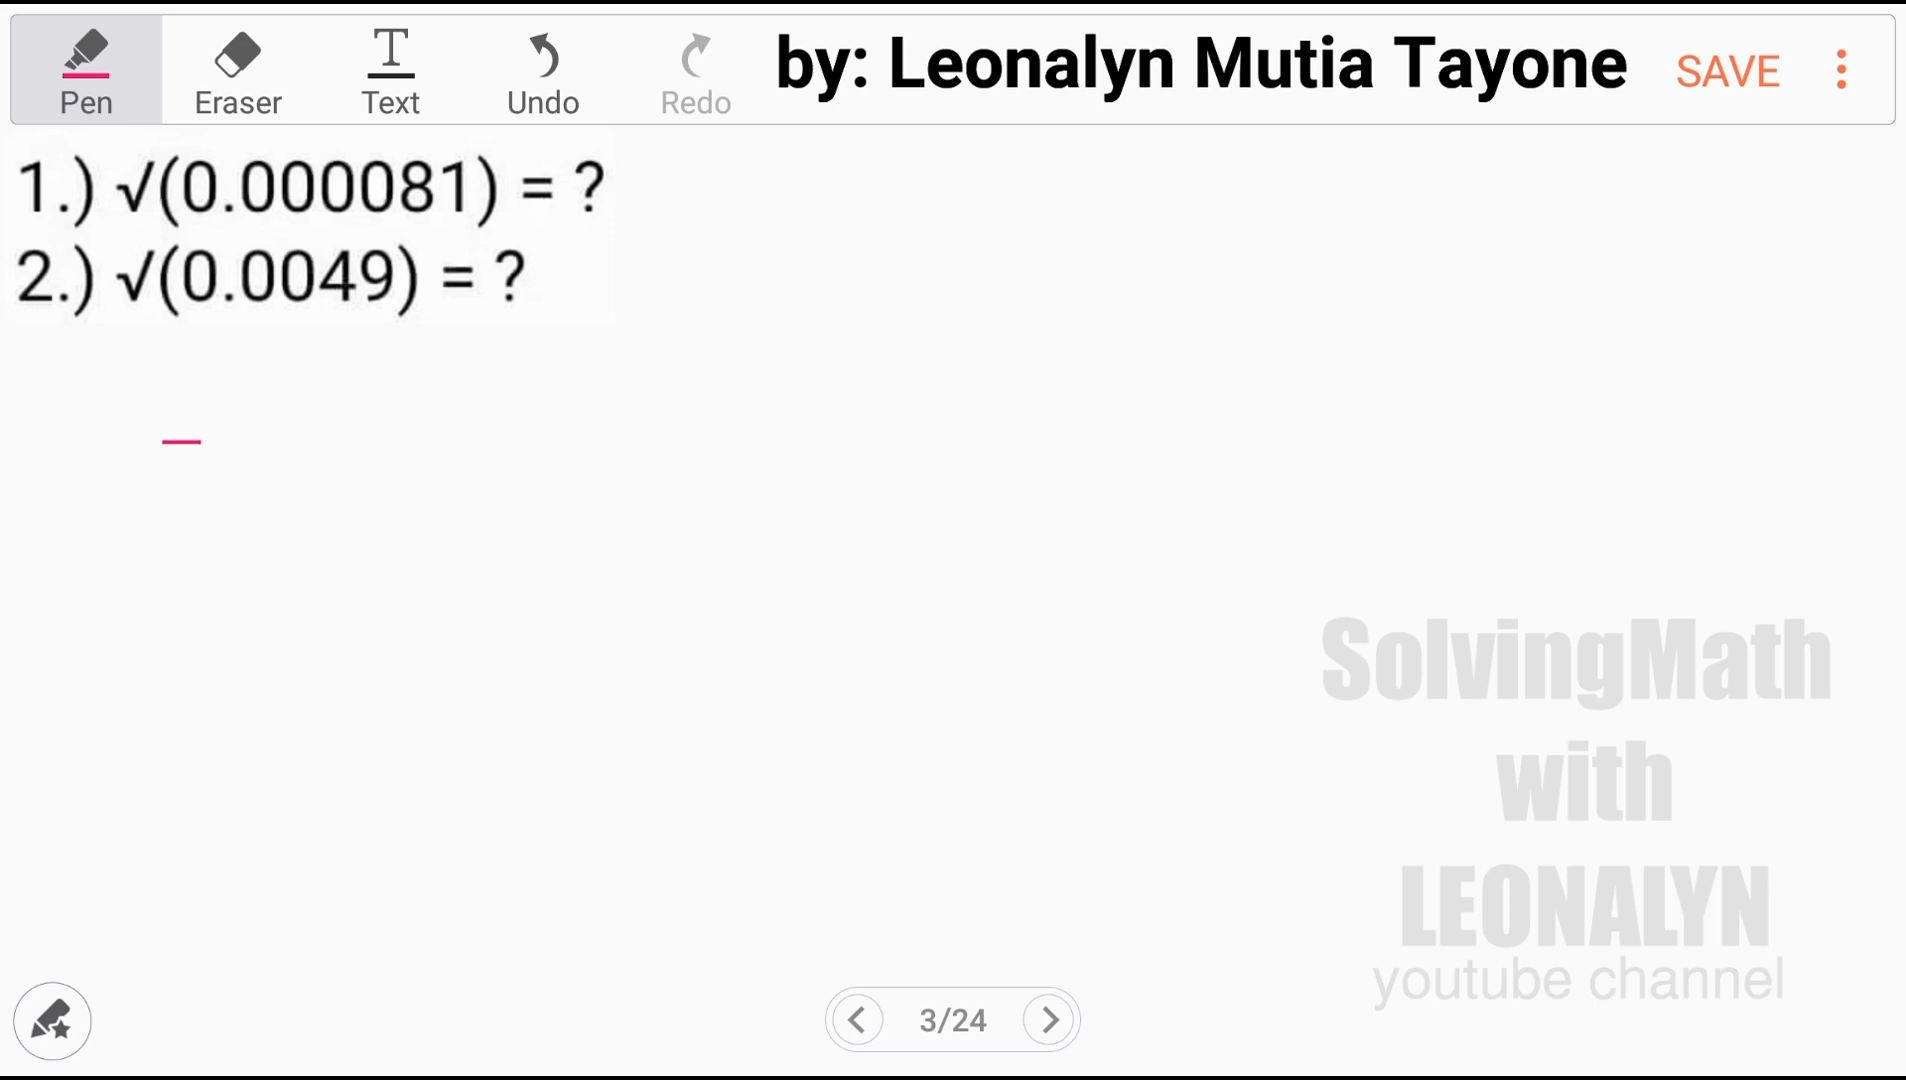 Pen Eraser Text Undo Redo by: Leonalyn Mutia Tayone SAVE
1.) √(0.000081) = ?
2.) √(0.0049) = ?
SolvingMath
with
LEONALYN
youtube channel
3/24